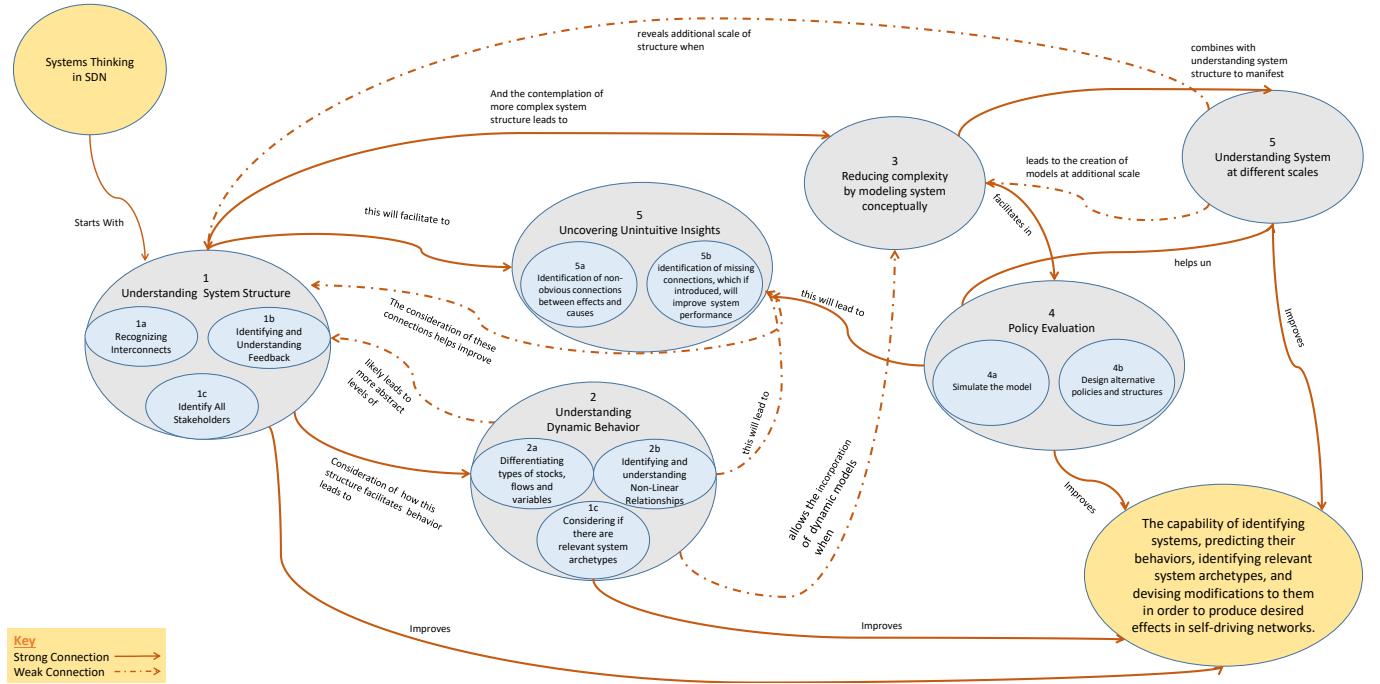 Systems Thinking
in SDN
Starts With
reveals additional scale of
structure when
And the contemplation of
more complex system
structure leads to
combines with
understanding system
structure to manifest
5
Understanding System
at different scales
3
Reducing complexity
by modeling system
conceptually
leads to the creation of
models at additional scale
facilitates in
this will facilitate to
5
Uncovering Unintuitive Insights
5a
Identification of non-
obvious connections
between effects and
causes
5b
identification of missing
connections, which if
introduced, will
improve system
performance
helps un
this will lead to
1
Understanding System Structure
1a
Recognizing
Interconnects
1b
Identifying and
Understanding
Feedback
1c
Identify All
Stakeholders
The consideration of these
connections helps improve
likely leads to
more abstract
levels of
4
Policy Evaluation
4a
Simulate the model
4b
Design alternative
policies and structures
Improves
2
Understanding
Dynamic Behavior
2a
Differentiating
types of stocks,
flows and
variables
2b
Identifying and
understanding
Non-Linear
Relationships
1c
Considering if
there are
relevant system
archetypes
this will lead to
Consideration of how this
structure facilitates behavior
leads to
allows the incorporation
of dynamic models
when
Improves
The capability of identifying
systems, predicting their
behaviors, identifying relevant
system archetypes, and
devising modifications to them
in order to produce desired
effects in self-driving networks.
Improves
Improves
Key
Strong Connection
Weak Connection